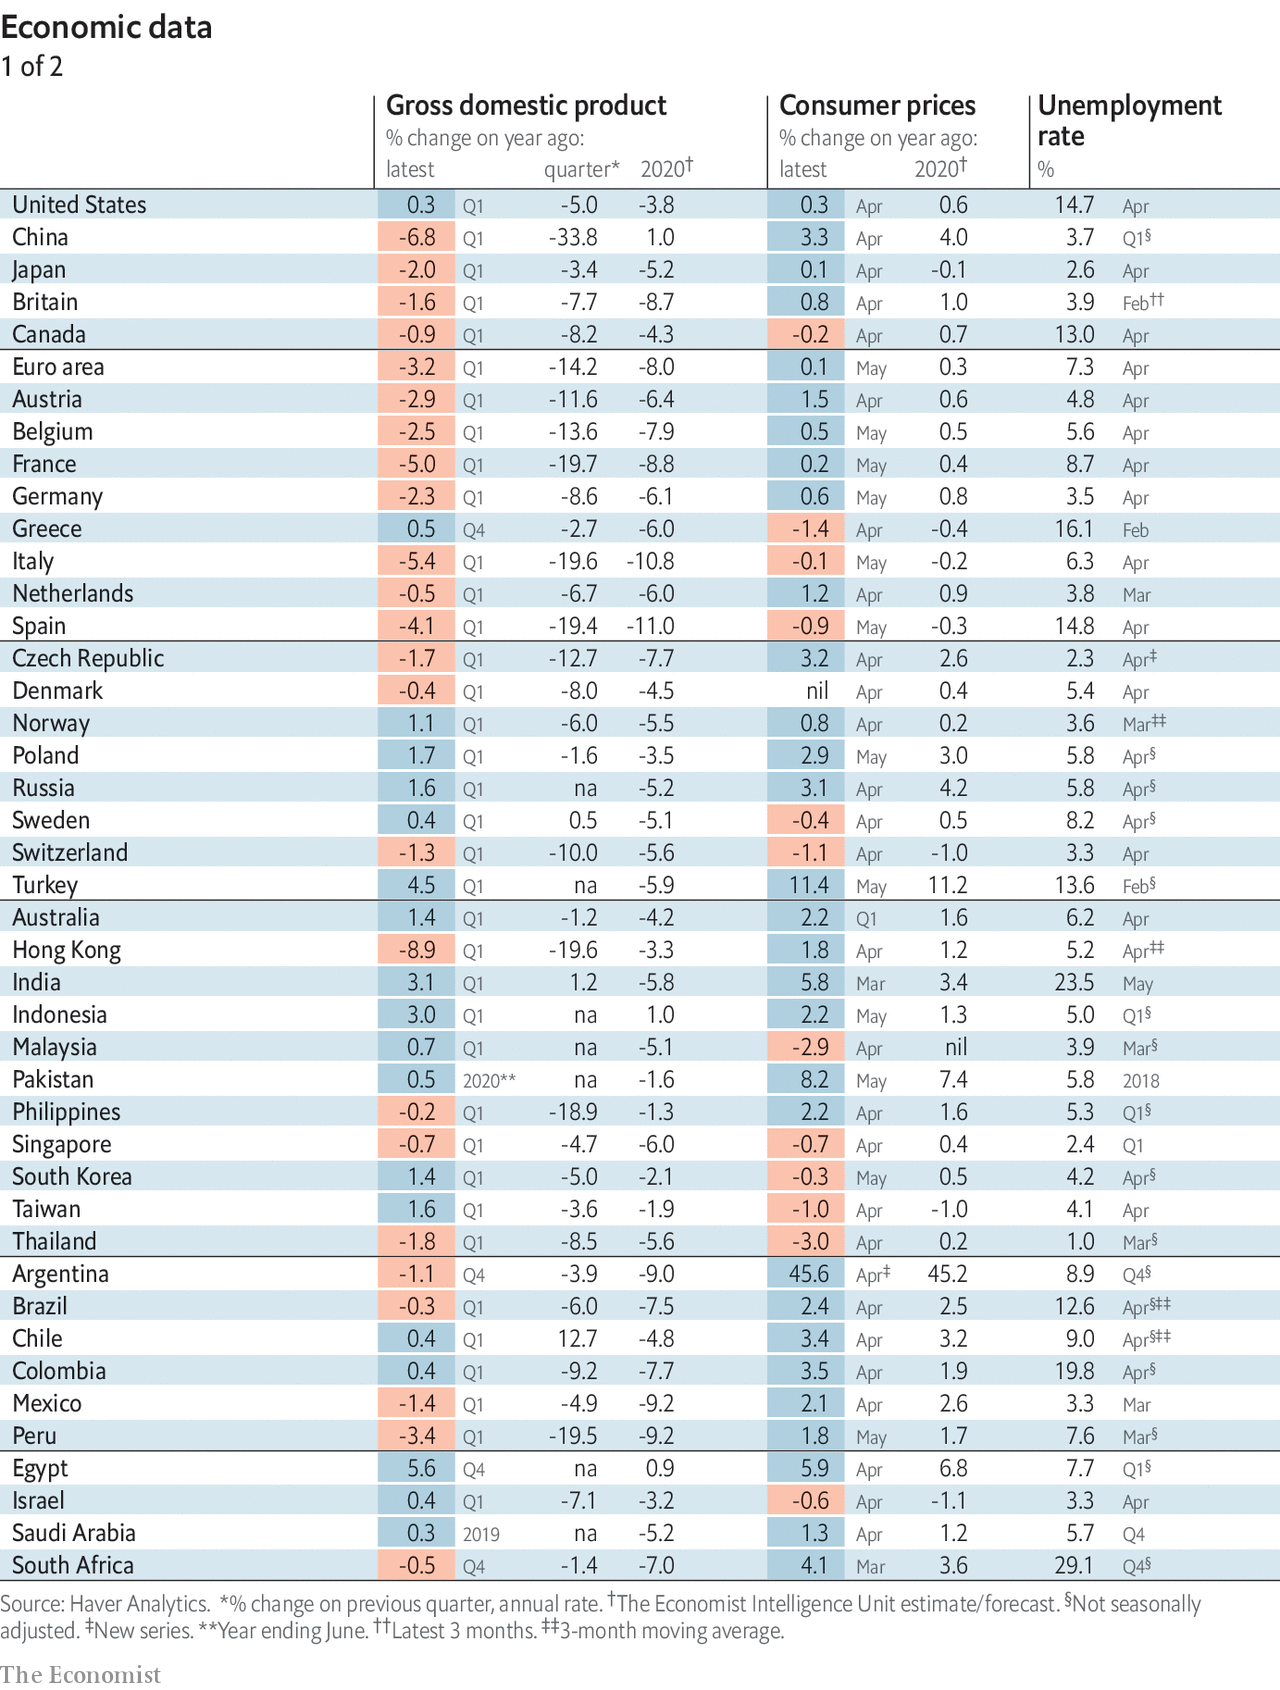 Economic data
1 of 2
Gross domestic product Consumer prices Unemployment
% change on year ago: % change on year ago: rate
latest quarter* 2020† latest 2020† %
United States 0.3 Q1 -5.0 -3.8 0.3 Apr 0.6 14.7 Apr
China -6.8 Q1 -33.8 1.0 3.3 Apr 4.0 3.7 Q1§
Japan -2.0 Q1 -3.4 -5.2 0.1 Apr -0.1 2.6 Apr
Britain -1.6 Q1 -7.7 -8.7 0.8 Apr 1.0 3.9 Feb††
Canada -0.9 Q1 -8.2 -4.3 -0.2 Apr 0.7 13.0 Apr
Euro area -3.2 Q1 -14.2 -8.0 0.1 May 0.3 7.3 Apr
Austria -2.9 Q1 -11.6 -6.4 1.5 Apr 0.6 4.8 Apr
Belgium -2.5 Q1 -13.6 -7.9 0.5 May 0.5 5.6 Apr
France -5.0 Q1 -19.7 -8.8 0.2 May 0.4 8.7 Apr
Germany -2.3 Q1 -8.6 -6.1 0.6 May 0.8 3.5 Apr
Greece 0.5 Q4 -2.7 -6.0 -1.4 Apr -0.4 16.1 Feb
Italy -5.4 Q1 -19.6 -10.8 -0.1 May -0.2 6.3 Apr
Netherlands -0.5 Q1 -6.7 -6.0 1.2 Apr 0.9 3.8 Mar
Spain -4.1 Q1 -19.4 -11.0 -0.9 May -0.3 14.8 Apr
Czech Republic -1.7 Q1 -12.7 -7.7 3.2 Apr 2.6 2.3 Apr‡
Denmark -0.4 Q1 -8.0 -4.5 nil Apr 0.4 5.4 Apr
Norway 1.1 Q1 -6.0 -5.5 0.8 Apr 0.2 3.6 Mar‡‡
Poland 1.7 Q1 -1.6 -3.5 2.9 May 3.0 5.8 Apr§
Russia 1.6 Q1 na -5.2 3.1 Apr 4.2 5.8 Apr§
Sweden 0.4 Q1 0.5 -5.1 -0.4 Apr 0.5 8.2 Apr§
Switzerland -1.3 Q1 -10.0 -5.6 -1.1 Apr -1.0 3.3 Apr
Turkey 4.5 Q1 na -5.9 11.4 May 11.2 13.6 Feb§
Australia 1.4 Q1 -1.2 -4.2 2.2 Q1 1.6 6.2 Apr
Hong Kong -8.9 Q1 -19.6 -3.3 1.8 Apr 1.2 5.2 Apr‡‡
India 3.1 Q1 1.2 -5.8 5.8 Mar 3.4 23.5 May
Indonesia 3.0 Q1 na 1.0 2.2 May 1.3 5.0 Q1§
Malaysia 0.7 Q1 na -5.1 -2.9 Apr nil 3.9 Mar§
Pakistan 0.5 2020** na -1.6 8.2 May 7.4 5.8 2018
Philippines -0.2 Q1 -18.9 -1.3 2.2 Apr 1.6 5.3 Q1§
Singapore -0.7 Q1 -4.7 -6.0 -0.7 Apr 0.4 2.4 Q1
South Korea 1.4 Q1 -5.0 -2.1 -0.3 May 0.5 4.2 Apr§
Taiwan 1.6 Q1 -3.6 -1.9 -1.0 Apr -1.0 4.1 Apr
Thailand -1.8 Q1 -8.5 -5.6 -3.0 Apr 0.2 1.0 Mar§
Argentina -1.1 Q4 -3.9 -9.0 45.6 Apr‡ 45.2 8.9 Q4§
Brazil -0.3 Q1 -6.0 -7.5 2.4 Apr 2.5 12.6 Apr§‡‡
Chile 0.4 Q1 12.7 -4.8 3.4 Apr 3.2 9.0 Apr§‡‡
Colombia 0.4 Q1 -9.2 -7.7 3.5 Apr 1.9 19.8 Apr§
Mexico -1.4 Q1 -4.9 -9.2 2.1 Apr 2.6 3.3 Mar
Peru -3.4 Q1 -19.5 -9.2 1.8 May 1.7 7.6 Mar§
Egypt 5.6 Q4 na 0.9 5.9 Apr 6.8 7.7 Q1§
Israel 0.4 Q1 -7.1 -3.2 -0.6 Apr -1.1 3.3 Apr
Saudi Arabia 0.3 2019 na -5.2 1.3 Apr 1.2 5.7 Q4
South Africa -0.5 Q4 -1.4 -7.0 4.1 Mar 3.6 29.1 Q4§
Source: Haver Analytics. *% change on previous quarter, annual rate. †The Economist Intelligence Unit estimate/forecast. §Not seasonally
adjusted. ‡New series. **Year ending June. ††Latest 3 months. ‡‡3-month moving average.
The Economist